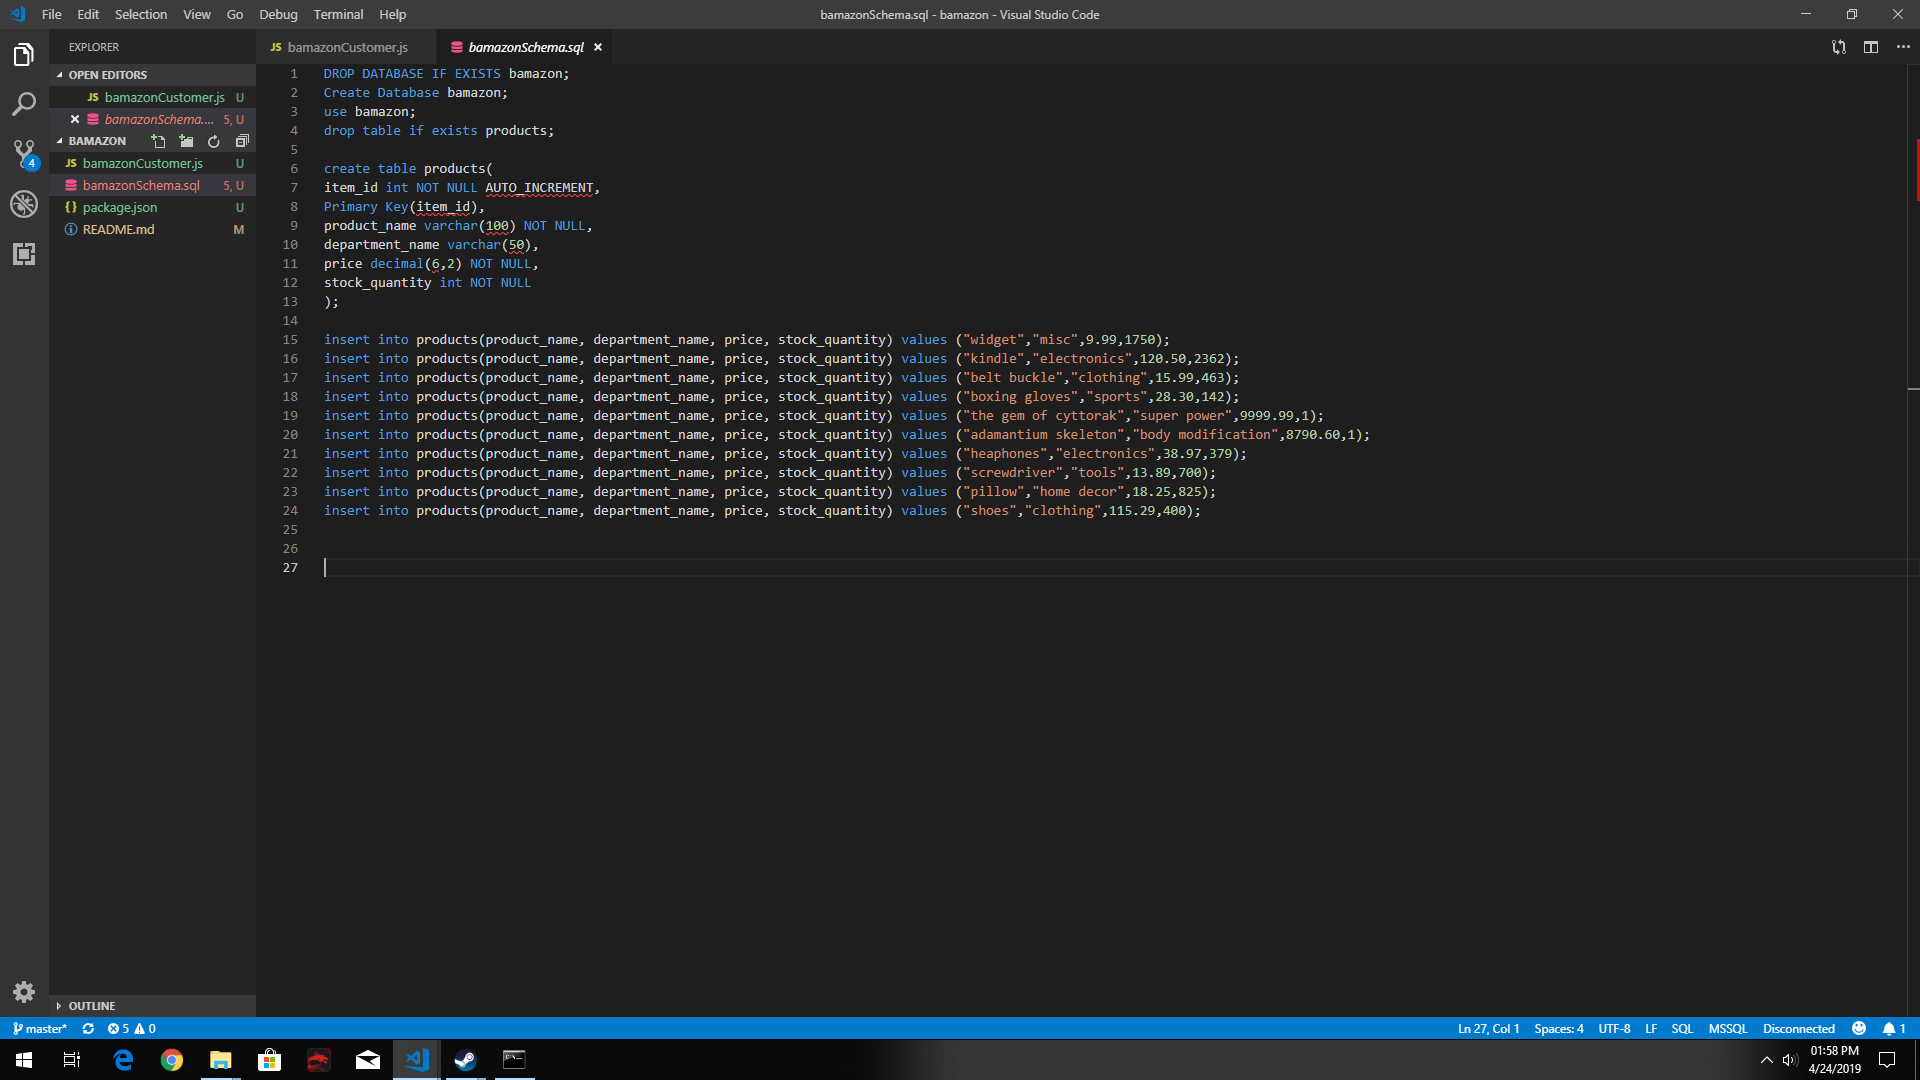 File Edit Selection View Go Debug Terminal Help
bamazonSchema.sql - bamazon - Visual Studio Code
EXPLORER
OPEN EDITORS
JS bamazonCustomer.js U
bamazonSchema.... 5, U
BAMAZON
JS bamazonCustomer.js U
bamazonSchema.sql 5, U
{} package.json U
README.md M
OUTLINE
4
JS bamazonCustomer.js
bamazonSchema.sql
1 DROP DATABASE IF EXISTS bamazon;
2 Create Database bamazon;
3 use bamazon;
4 drop table if exists products;
5
6 create table products(
7 item_id int NOT NULL AUTO_INCREMENT,
8 Primary Key(item_id),
9 product_name varchar(100) NOT NULL,
10 department_name varchar(50),
11 price decimal(6,2) NOT NULL,
12 stock_quantity int NOT NULL
13 );
14
15 insert into products(product_name, department_name, price, stock_quantity) values ("widget","misc",9.99,1750);
16 insert into products(product_name, department_name, price, stock_quantity) values ("kindle","electronics",120.50,2362);
17 insert into products(product_name, department_name, price, stock_quantity) values ("belt buckle","clothing",15.99,463);
18 insert into products(product_name, department_name, price, stock_quantity) values ("boxing gloves","sports",28.30,142);
19 insert into products(product_name, department_name, price, stock_quantity) values ("the gem of cyttorak","super power",9999.99,1);
20 insert into products(product_name, department_name, price, stock_quantity) values ("adamantium skeleton","body modification",8790.60,1);
21 insert into products(product_name, department_name, price, stock_quantity) values ("heaphones","electronics",38.97,379);
22 insert into products(product_name, department_name, price, stock_quantity) values ("screwdriver","tools",13.89,700);
23 insert into products(product_name, department_name, price, stock_quantity) values ("pillow","home decor",18.25,825);
24 insert into products(product_name, department_name, price, stock_quantity) values ("shoes","clothing",115.29,400);
25
26
27
master* 5 0
Ln 27, Col 1 Spaces: 4 UTF-8 LF SQL MSSQL Disconnected 1
01:58 PM
4/24/2019